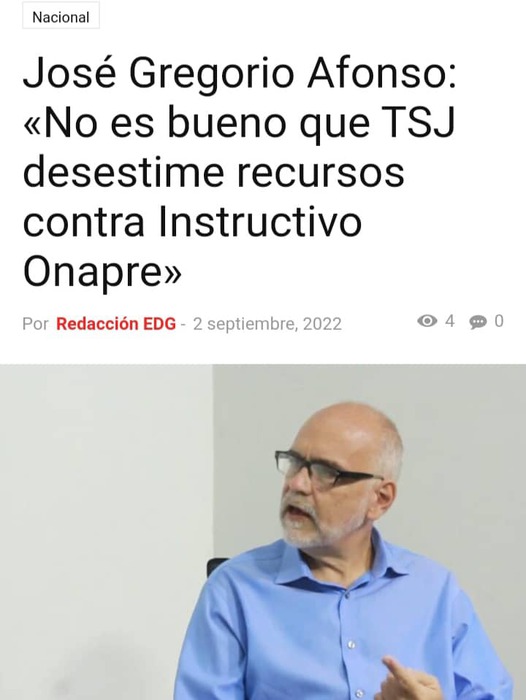 Nacional
José Gregorio Afonso:
«No es bueno que TSJ
desestime recursos
contra Instructivo
Onapre»
Por Redacción EDG - 2 septiembre, 2022 4 0